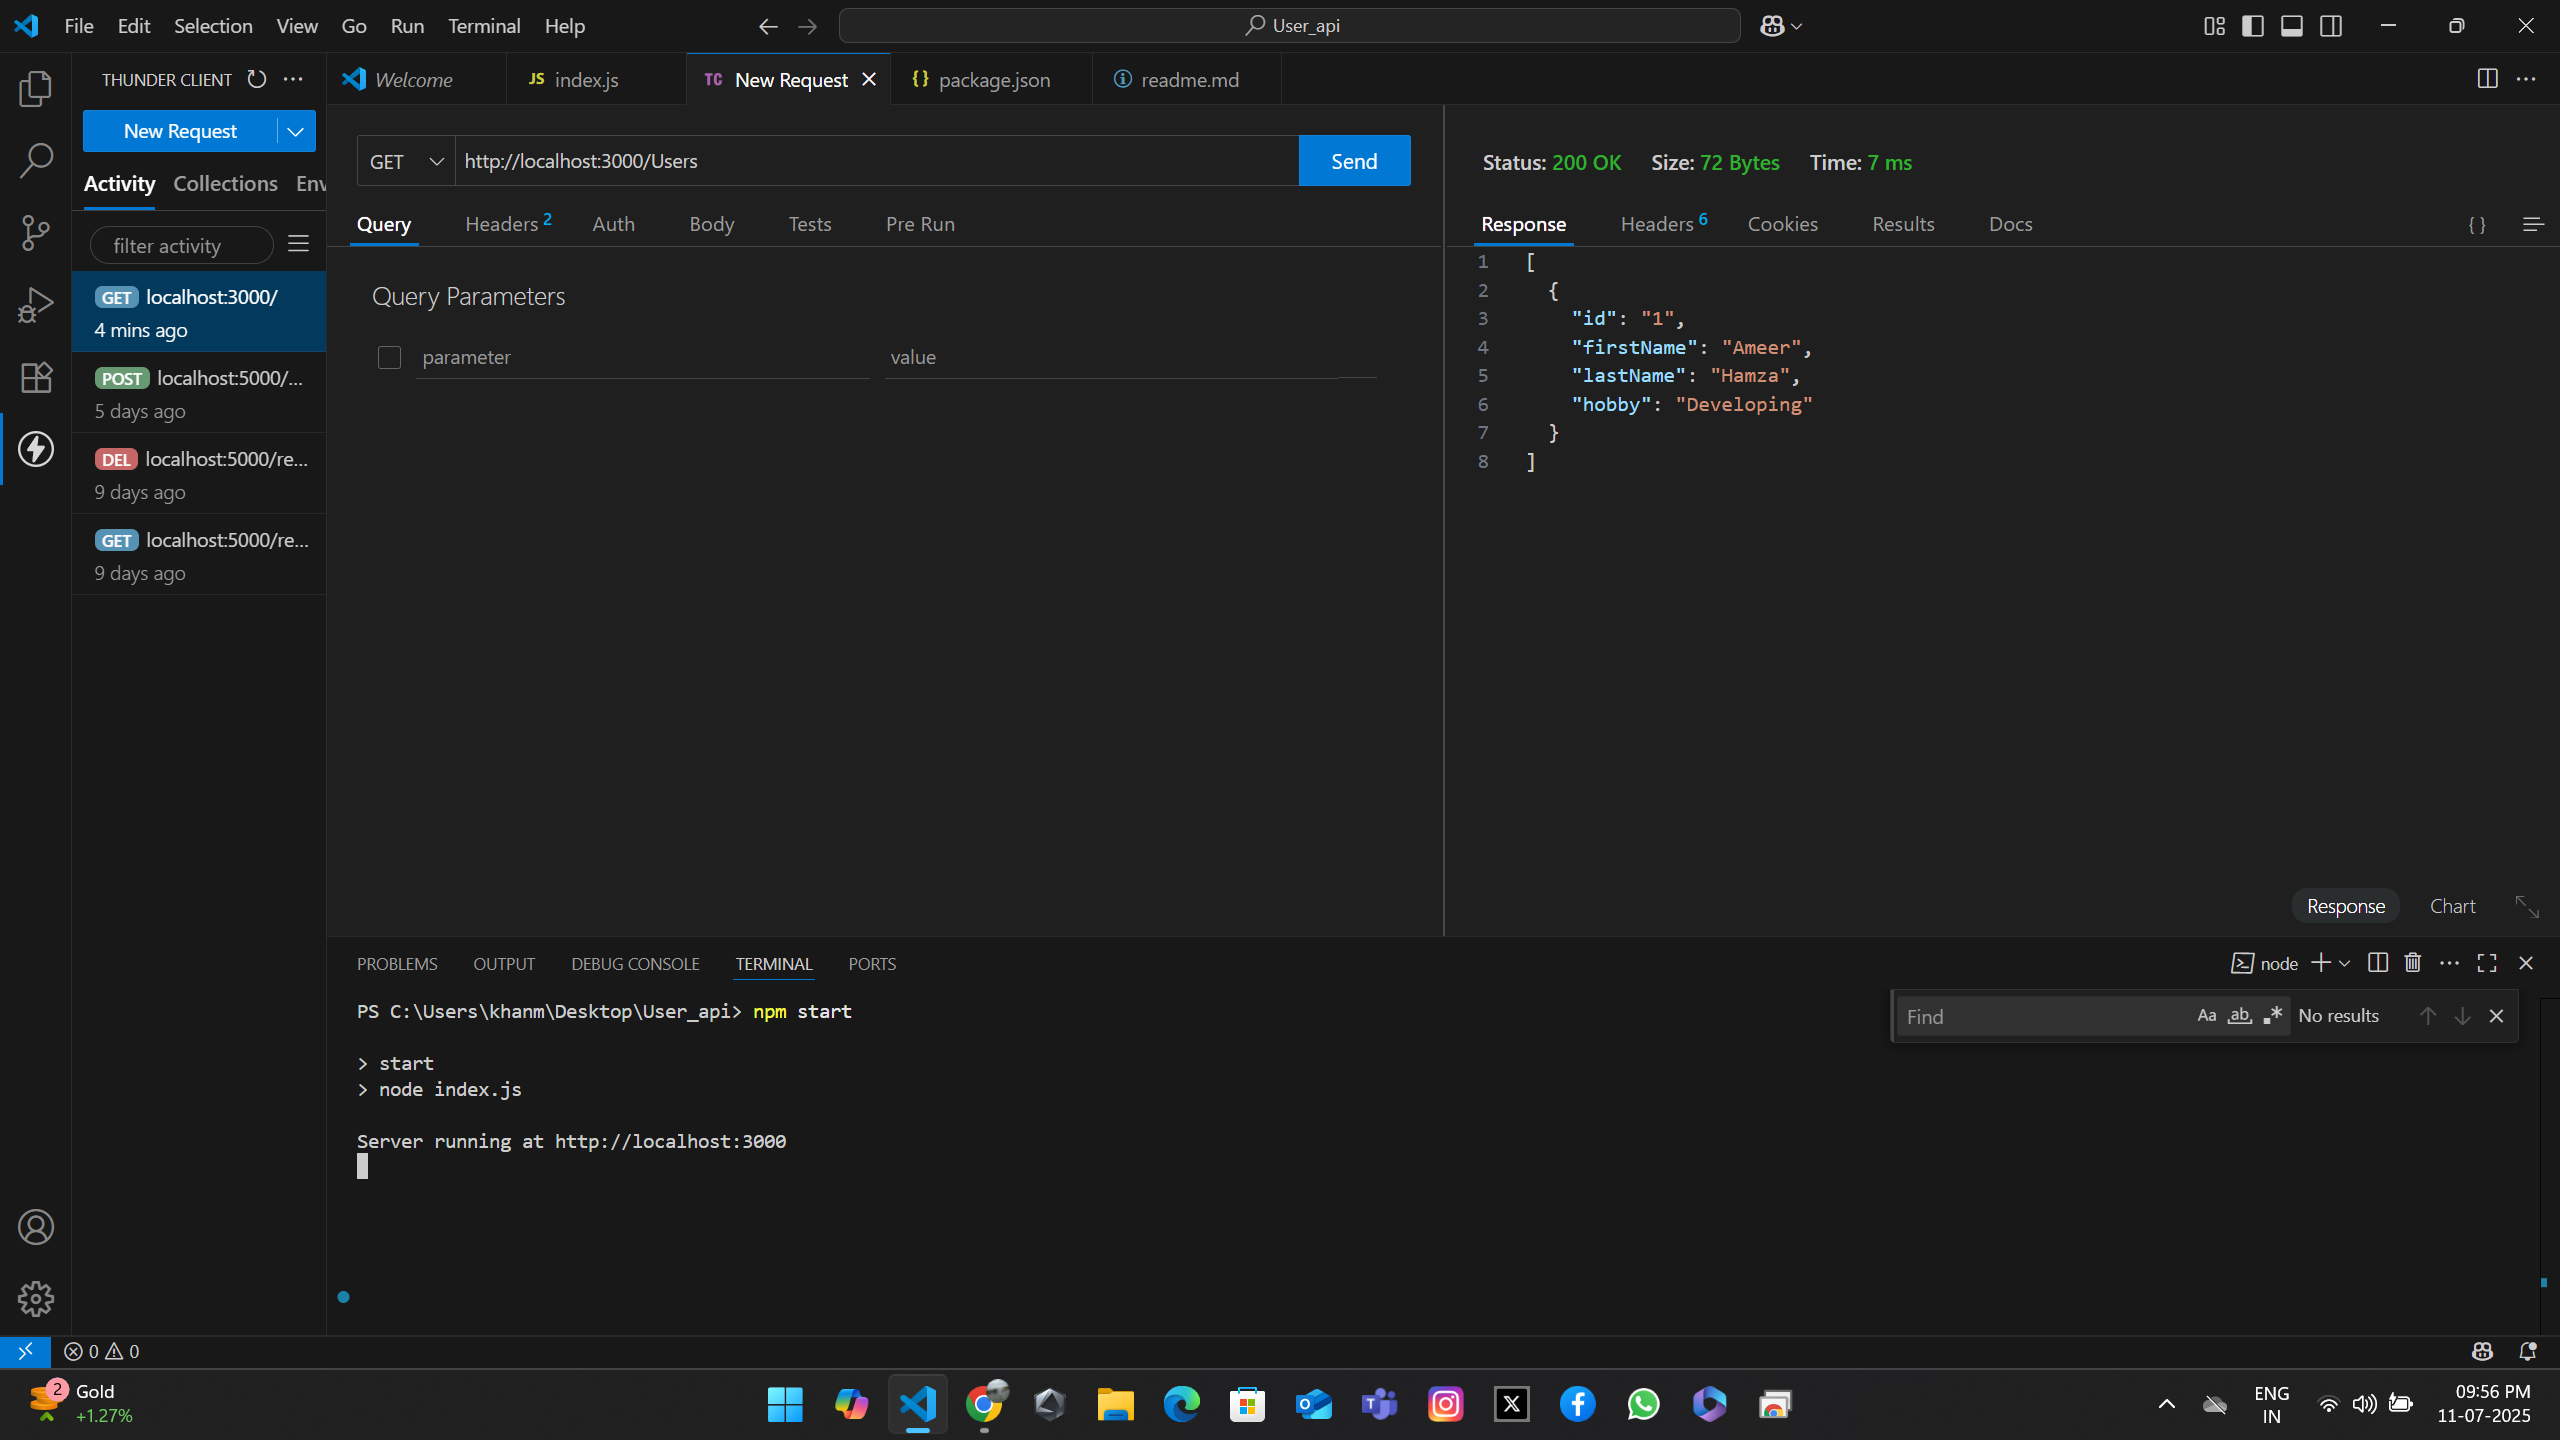 File Edit Selection View Go Run Terminal Help
User_api
THUNDER CLIENT
New Request
Activity Collections Env
filter activity
GET localhost:3000/
4 mins ago
POST localhost:5000/...
5 days ago
DEL localhost:5000/re...
9 days ago
GET localhost:5000/re...
9 days ago
Welcome
JS index.js
TC New Request
{} package.json
readme.md
GET http://localhost:3000/Users Send
Query Headers 2 Auth Body Tests Pre Run
Query Parameters
parameter value
Status: 200 OK Size: 72 Bytes Time: 7 ms
Response Headers 6 Cookies Results Docs { }
1 [
2 {
3 "id": "1",
4 "firstName": "Ameer",
5 "lastName": "Hamza",
6 "hobby": "Developing"
7 }
8 ]
Response Chart
PROBLEMS OUTPUT DEBUG CONSOLE TERMINAL PORTS
node
Find Aa ab .* No results
PS C:\Users\khanm\Desktop\User_api> npm start
> start
> node index.js
Server running at http://localhost:3000
0 0
2 Gold
+1.27%
ENG
IN
09:56 PM
11-07-2025